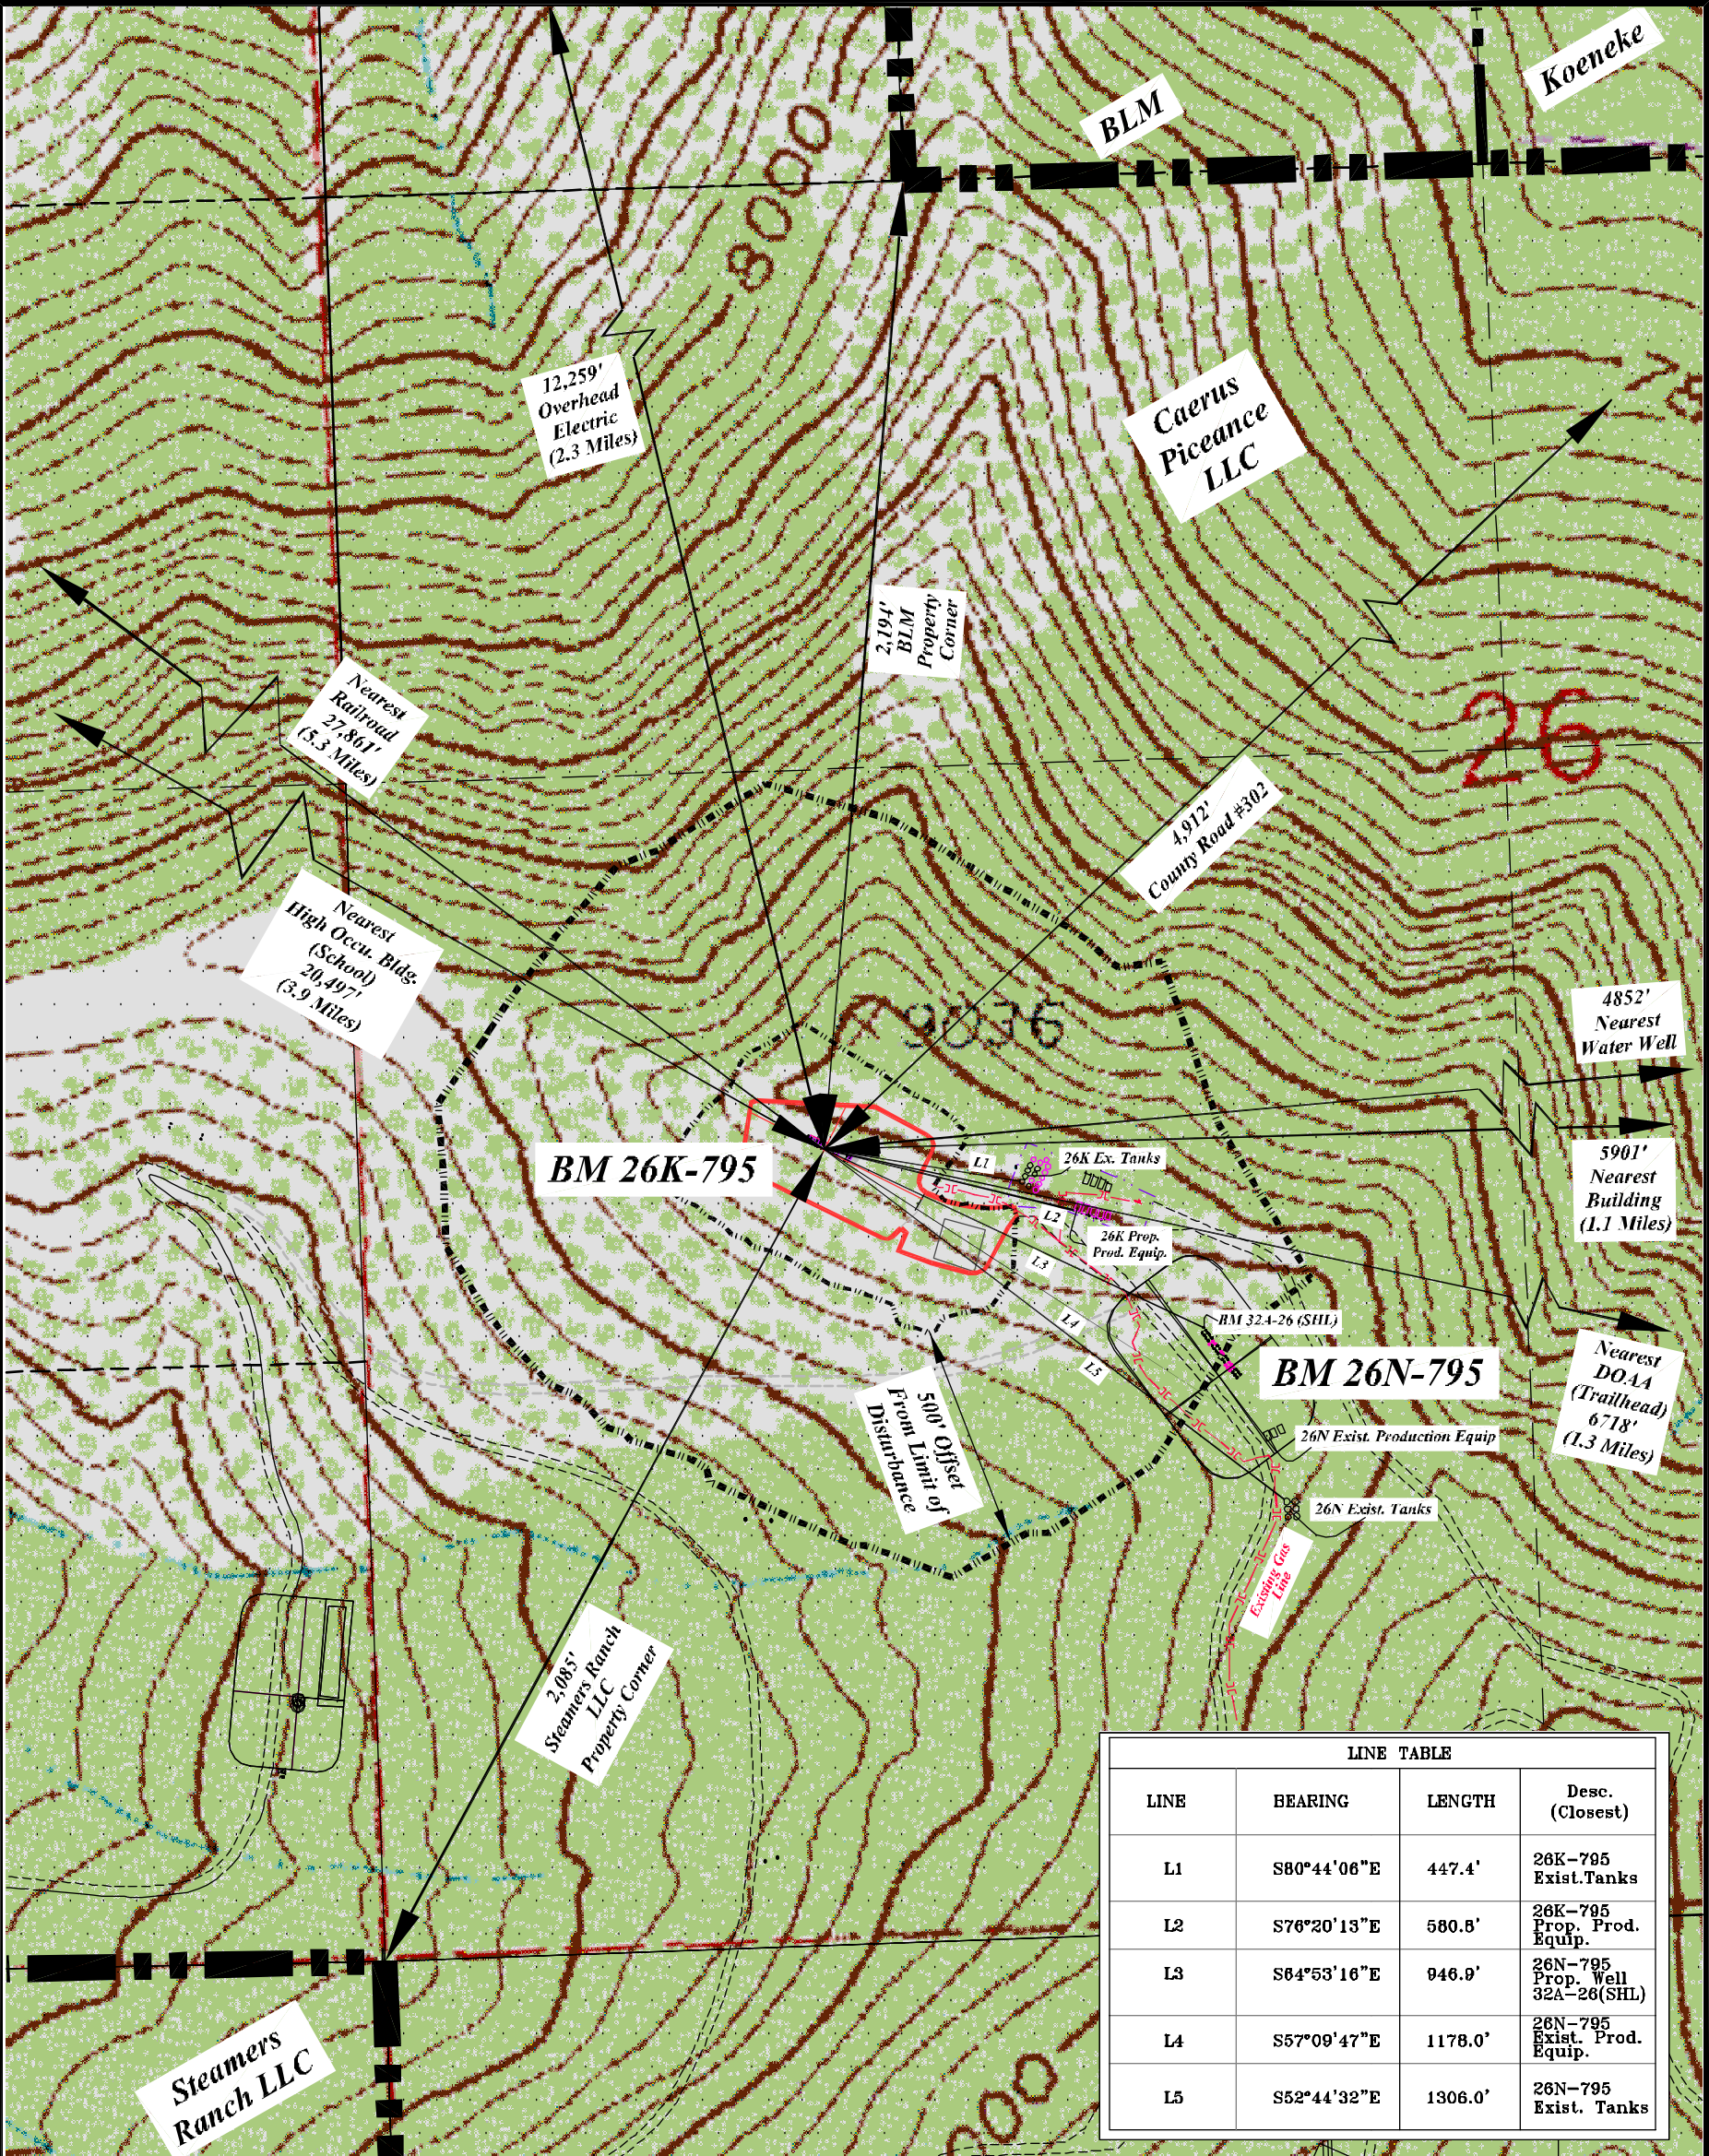 Koeneke
BLM
8000
12,259'
Overhead
Electric
(2.3 Miles)
Caerus
Piceance
LLC
2,194'
BLM
Property
Corner
Nearest
Railroad
27,861'
(5.3 Miles)
26
4,912'
County Road #302
Nearest
High Occu. Bldg.
(School)
20,497'
(3.9 Miles)
9036
4852'
Nearest
Water Well
BM 26K-795
L1
26K Ex. Tanks
5901'
Nearest
Building
(1.1 Miles)
L2
26K Prop.
Prod. Equip.
L3
L4
BM 32A-26 (SHL)
L5
BM 26N-795
Nearest
DOAA
(Trailhead)
6718'
(1.3 Miles)
500' Offset
From Limit of
Disturbance
26N Exist. Production Equip
26N Exist. Tanks
Existing Gas
Line
2,085'
Steamers Ranch
LLC
Property Corner
Steamers
Ranch LLC
LINE TABLE
LINE BEARING LENGTH Desc.
(Closest)
L1 S80°44'06"E 447.4' 26K-795
Exist.Tanks
L2 S76°20'13"E 580.8' 26K-795
Prop. Prod.
Equip.
L3 S64°53'16"E 946.9' 26N-795
Prop. Well
32A-26(SHL)
L4 S57°09'47"E 1178.0' 26N-795
Exist. Prod.
Equip.
L5 S52°44'32"E 1306.0' 26N-795
Exist. Tanks